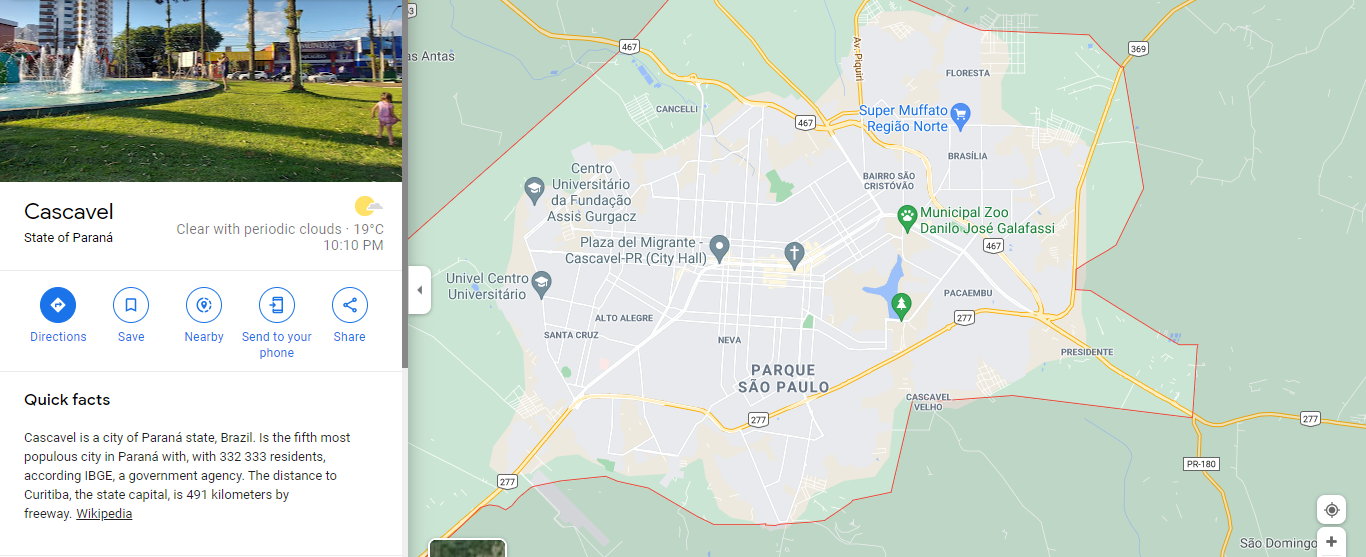 MUNDIAL
Cascavel
State of Paraná
Clear with periodic clouds · 19°C
10:10 PM
Directions
Save
Nearby
Send to your
phone
Share
Quick facts
Cascavel is a city of Paraná state, Brazil. Is the fifth most
populous city in Paraná with, with 332 333 residents,
according IBGE, a government agency. The distance to
Curitiba, the state capital, is 491 kilometers by
freeway. Wikipedia
as Antas
467
369
Av. Piquiri
FLORESTA
CANCELLI
467
Super Muffato
Região Norte
BRASÍLIA
Centro
Universitário
da Fundação
Assis Gurgacz
BAIRRO SÃO
CRISTÓVÃO
Municipal Zoo
Danilo José Galafassi
467
Plaza del Migrante -
Cascavel-PR (City Hall)
Univel Centro
Universitário
PACAEMBU
277
ALTO ALEGRE
SANTA CRUZ
NEVA
PRESIDENTE
PARQUE
SÃO PAULO
CASCAVEL
VELHO
277
277
PR-180
277
São Domingo